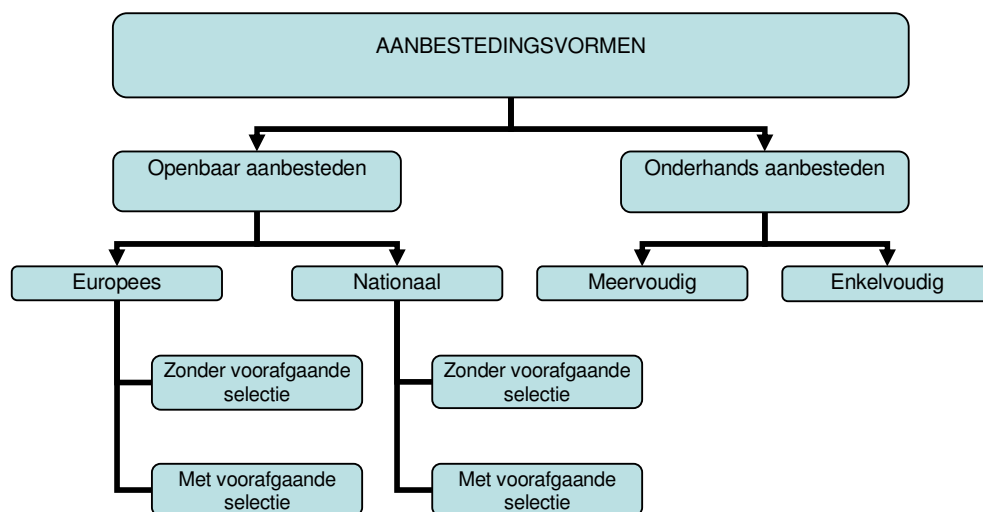 AANBESTEDINGSVORMEN
Openbaar aanbesteden
Onderhands aanbesteden
Europees
Nationaal
Meervoudig
Enkelvoudig
Zonder voorafgaande
selectie
Zonder voorafgaande
selectie
Met voorafgaande
selectie
Met voorafgaande
selectie